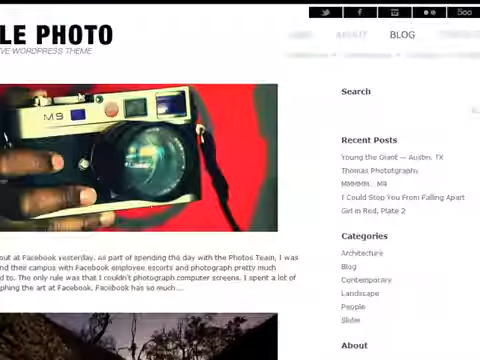 500
LE PHOTO
VE WORDPRESS THEME
ABOUT
BLOG
Search
M9
Recent Posts
Young the Giant — Austin, TX
Thomas Phototgraphy
MMMMM.. M9
I Could Stop You From Falling Apart
Girl in Red, Plate 2
Categories
Architecture
Blog
Contemporary
Landscape
People
Slider
out at Facebook yesterday. as part of spending the day with the Photos Team, I was
nd their campus with Facebook employee escorts and photograph pretty much
d to. The only rule was that I couldn't photograph computer screens. I spent a lot of
phing the art at Facebook. Facebook has so much...
About